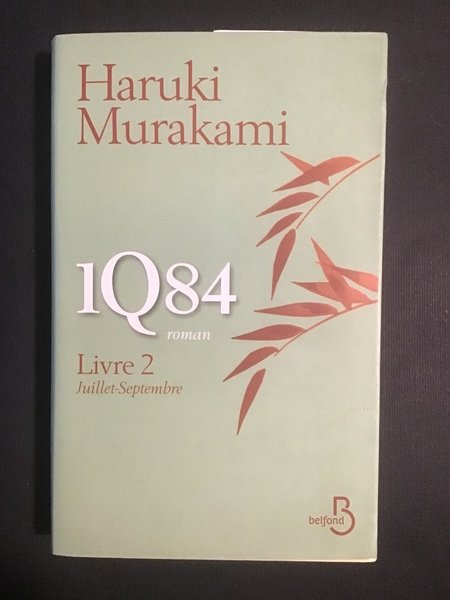 Haruki
Murakami
1Q84
roman
Livre 2
Juillet-Septembre
belfond